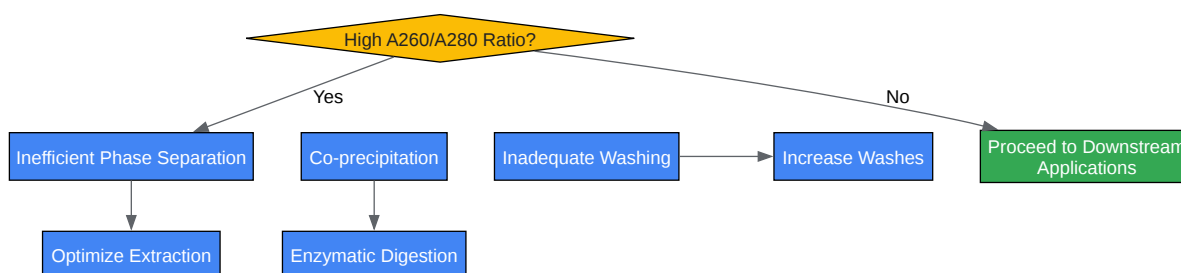 High A260/A280 Ratio?
Yes
No
Inefficient Phase Separation
Co-precipitation
Inadequate Washing
Increase Washes
Proceed to Downstream
Applications
Optimize Extraction
Enzymatic Digestion